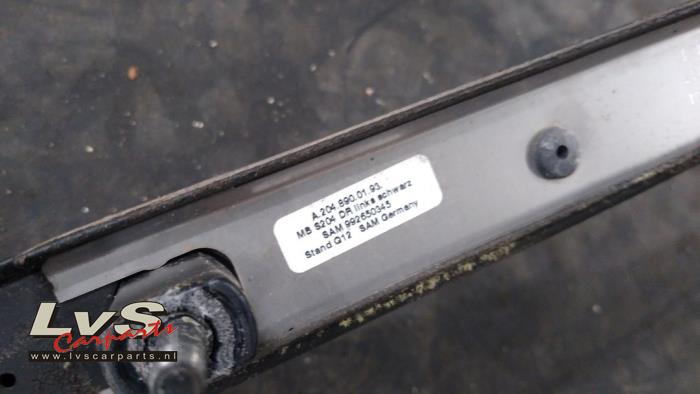 A.204.890.01.93.
MB S204 DR links schwarz
SAM 992650345
Stand Q12 SAM Germany
LvS
Carparts
www.lvscarparts.nl